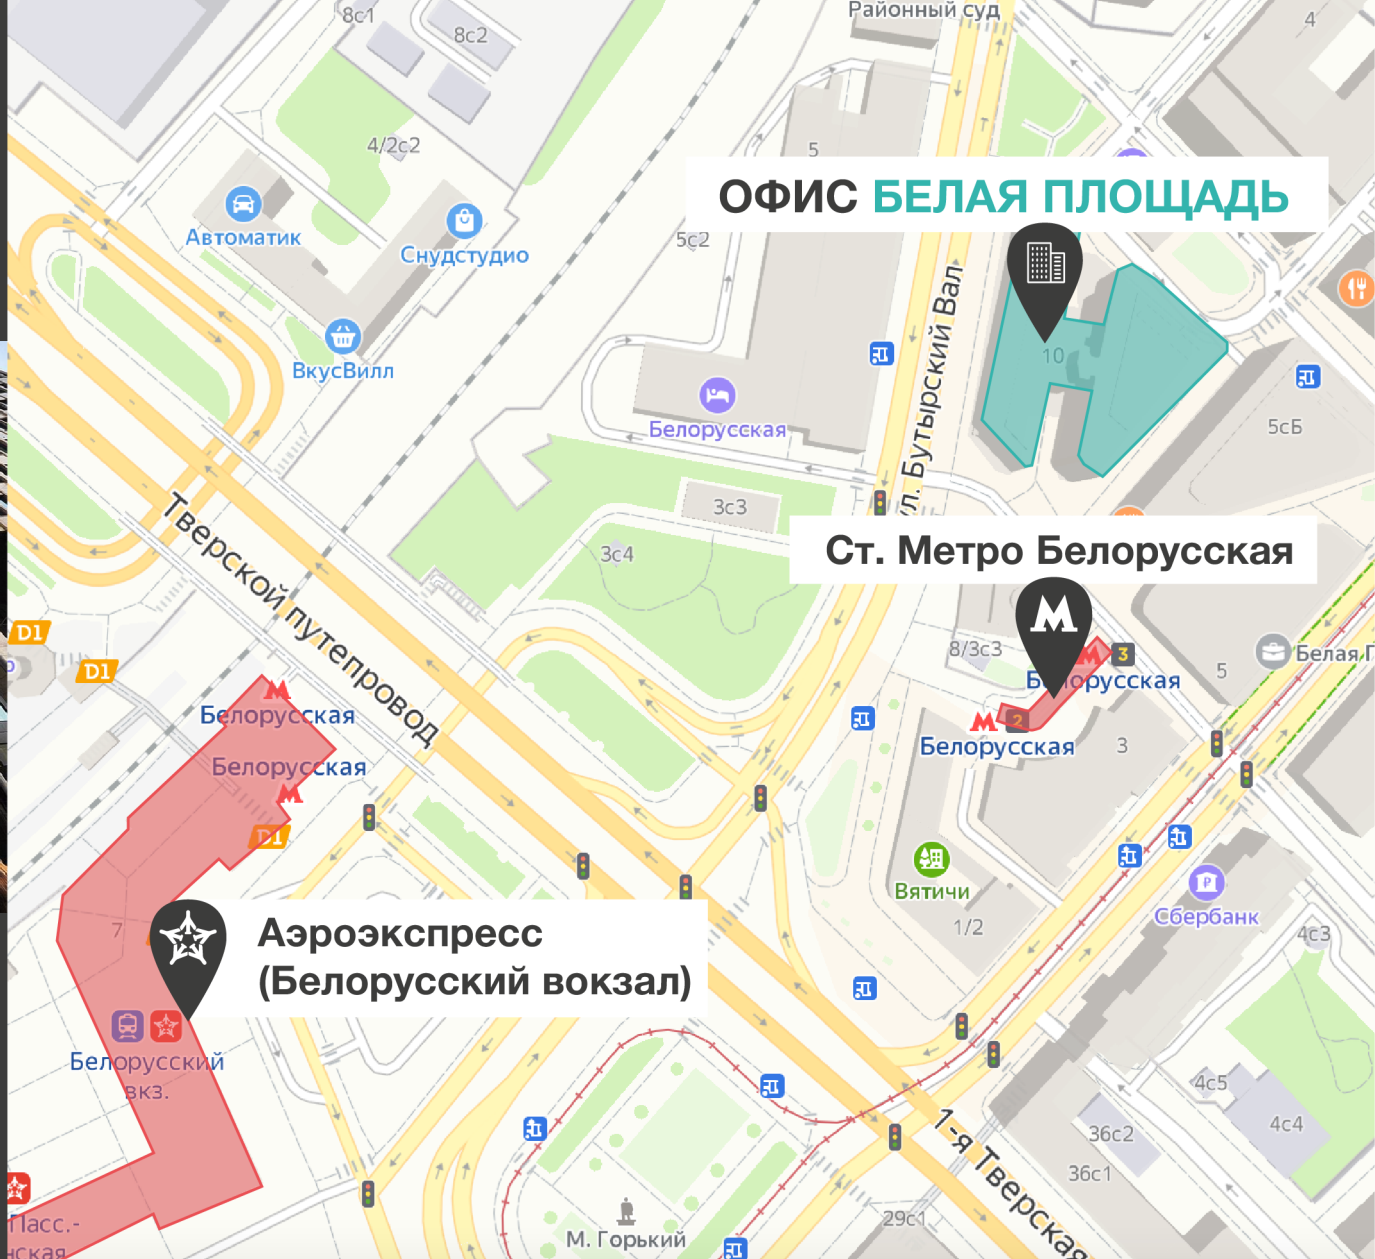 8с1
Районный суд
4
8с2
4/2с2
5
ОФИС БЕЛАЯ ПЛОЩАДЬ
Автоматик
5с2
Снудстудио
ул. Бутырский Вал
10
ВкусВилл
Белорусская
5сБ
Тверской путепровод
3с3
3с4
Ст. Метро Белорусская
М
D1
D1
8/3с3
М
3
Белая
5
Белорусская
М
Белорусская
М
2
Белорусская
3
Белорусская
М
D1
Вятичи
Сбербанк
1/2
4с3
7
Аэроэкспресс
(Белорусский вокзал)
Белорусский
вкз.
4с5
4с4
36с2
1-я Тверская
36с1
29с1
Пасс.-
нская
М. Горький